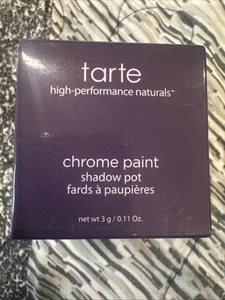 tarte
high-performance naturals™
chrome paint
shadow pot
fards à paupières
net wt 3 g / 0.11 Oz.